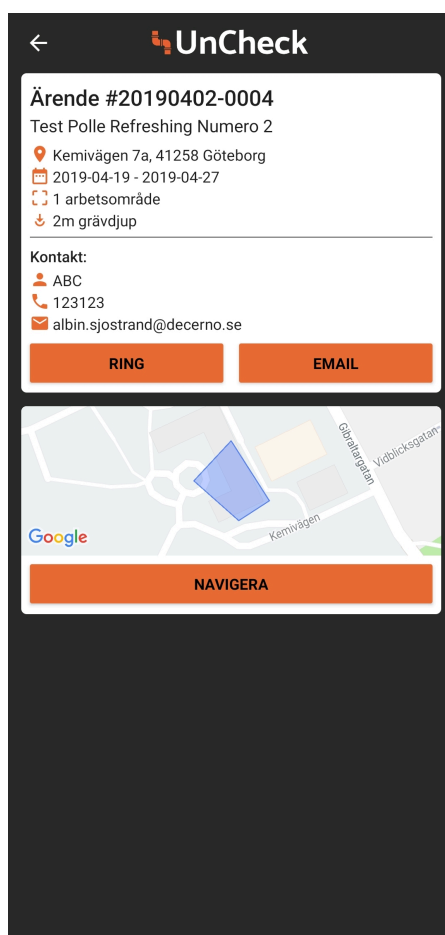 UnCheck
Ärende #20190402-0004
Test Polle Refreshing Numero 2
Kemivägen 7a, 41258 Göteborg
2019-04-19 - 2019-04-27
1 arbetsområde
2m grävdjup
Kontakt:
ABC
123123
albin.sjostrand@decerno.se
RING
EMAIL
Gibraltargatan
Vidblicksgatan
Kemivägen
Google
NAVIGERA